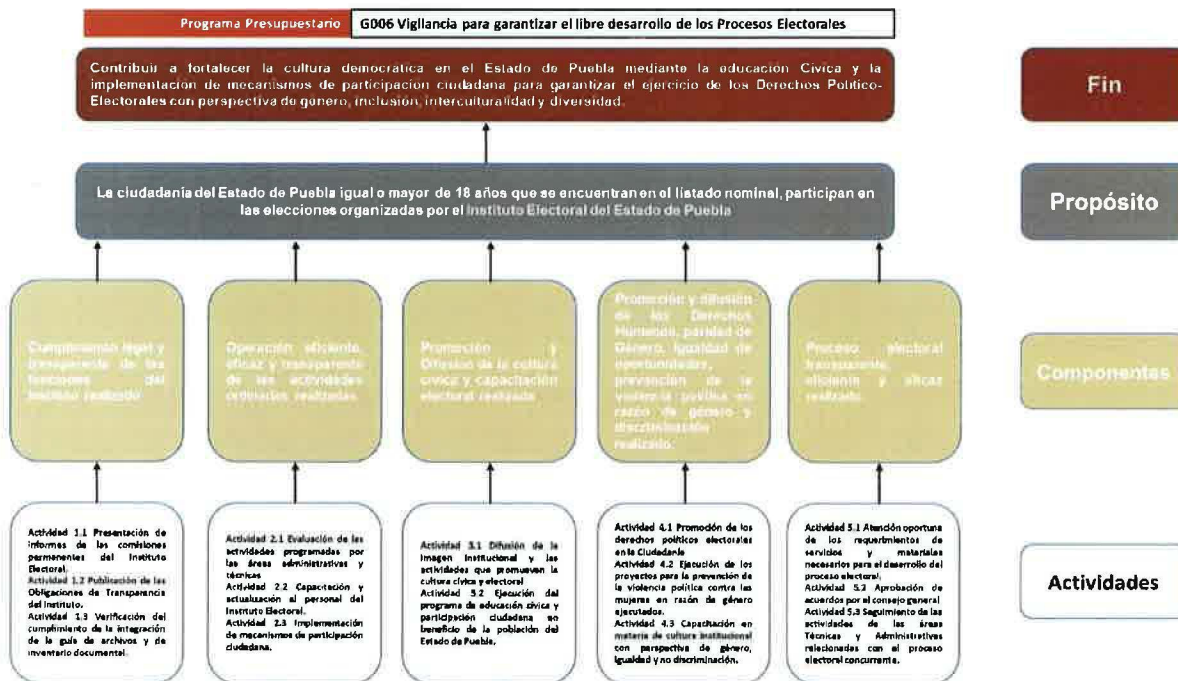 Programa Presupuestario G006 Vigilancia para garantizar el libre desarrollo de los Procesos Electorales
Contribuir a fortalecer la cultura democrática en el Estado de Puebla mediante la educación Cívica y la
implementación de mecanismos de participación ciudadana para garantizar el ejercicio de los Derechos Político-
Electorales con perspectiva de género, inclusión, interculturalidad y diversidad.
Fin
La ciudadanía del Estado de Puebla igual o mayor de 18 años que se encuentran en el listado nominal, participan en
las elecciones organizadas por el Instituto Electoral del Estado de Puebla
Propósito
Cumplimiento legal y
transparente de las
funciones del
Instituto realizado
Operación eficiente,
eficaz y transparente
de las actividades
ordinarias realizadas
Promoción y
Difusión de la cultura
cívica y capacitación
electoral realizada
Promoción y difusión
de los Derechos
Humanos, paridad de
Género, Igualdad de
oportunidades,
prevención de la
violencia política en
razón de género y
discriminación
realizado.
Proceso electoral
transparente,
eficiente y eficaz
realizado
Componentes
Actividad 1.1 Presentación de
informes de las comisiones
permanentes del Instituto
Electoral.
Actividad 1.2 Publicación de las
Obligaciones de Transparencia
del Instituto.
Actividad 1.3 Verificación del
cumplimiento de la integración
de la guía de archivos y de
inventario documental.
Actividad 2.1 Evaluación de las
actividades programadas por
las áreas administrativas y
técnicas
Actividad 2.2 Capacitación y
actualización al personal del
Instituto Electoral.
Actividad 2.3 Implementación
de mecanismos de participación
ciudadana.
Actividad 3.1 Difusión de la
Imagen Institucional y las
actividades que promueven la
cultura cívica y electoral
Actividad 3.2 Ejecución del
programa de educación cívica y
participación ciudadana en
beneficio de la población del
Estado de Puebla.
Actividad 4.1 Promoción de los
derechos políticos electorales
en la Ciudadanía
Actividad 4.2 Ejecución de los
proyectos para la prevención de
la violencia política contra las
mujeres en razón de género
ejecutados.
Actividad 4.3 Capacitación en
materia de cultura institucional
con perspectiva de género,
igualdad y no discriminación.
Actividad 5.1 Atención oportuna
de los requerimientos de
servicios y materiales
necesarios para el desarrollo del
proceso electoral.
Actividad 5.2 Aprobación de
acuerdos por el consejo general
Actividad 5.3 Seguimiento de las
actividades de las áreas
Técnicas y Administrativas
relacionadas con el proceso
electoral concurrente.
Actividades